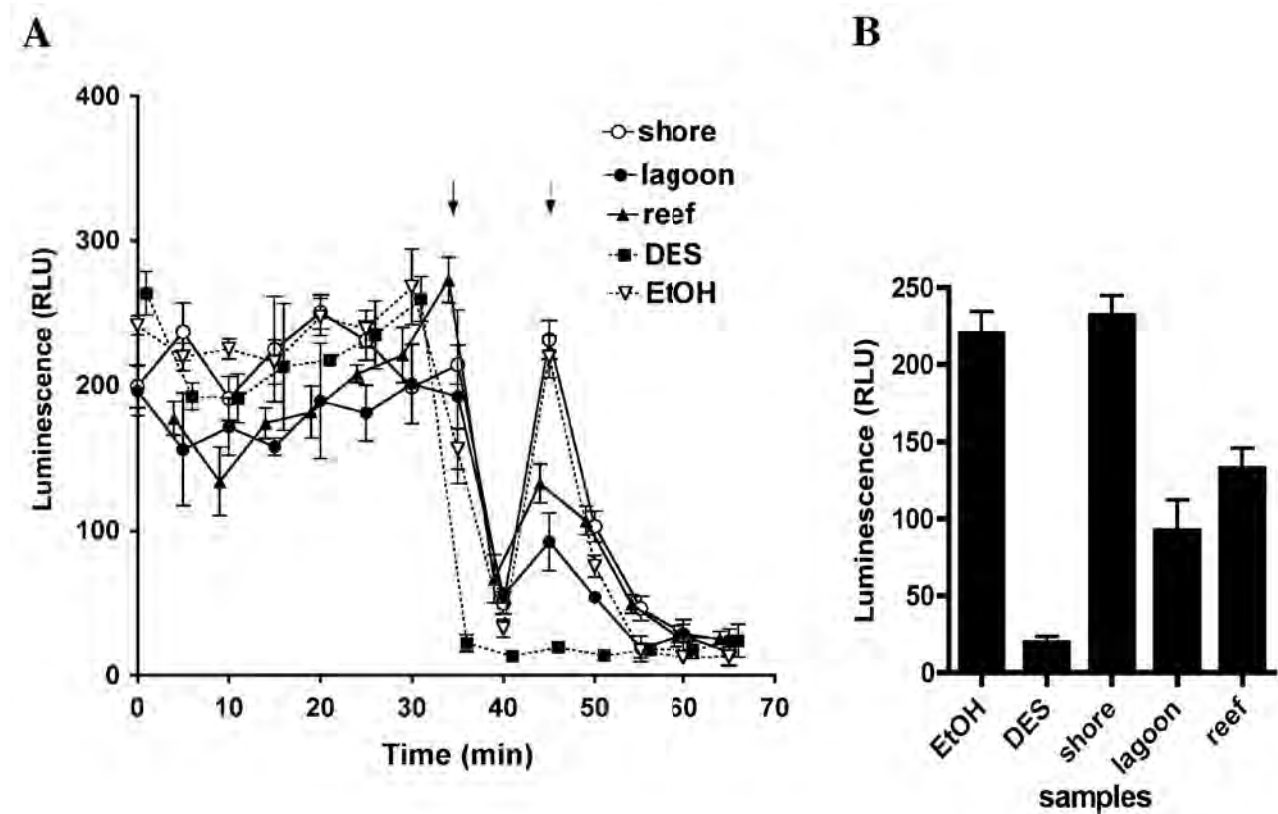 A
B
400
300
200
100
0
Luminescence (RLU)
0 10 20 30 40 50 60 70
Time (min)
shore
lagoon
reef
DES
EtOH
250
200
150
100
50
0
Luminescence (RLU)
EtOH
DES
shore
lagoon
reef
samples